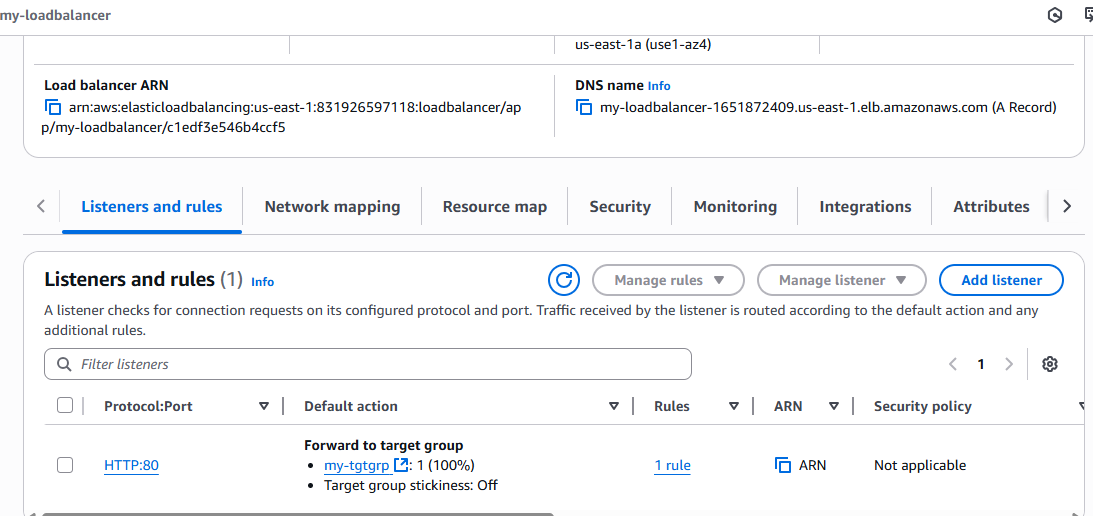 my-loadbalancer
us-east-1a (use1-az4)
Load balancer ARN
arn:aws:elasticloadbalancing:us-east-1:831926597118:loadbalancer/ap
p/my-loadbalancer/c1edf3e546b4ccf5
DNS name Info
my-loadbalancer-1651872409.us-east-1.elb.amazonaws.com (A Record)
Listeners and rules
Network mapping
Resource map
Security
Monitoring
Integrations
Attributes
Listeners and rules (1) Info
Manage rules
Manage listener
Add listener
A listener checks for connection requests on its configured protocol and port. Traffic received by the listener is routed according to the default action and any
additional rules.
Filter listeners
1
Protocol:Port
Default action
Rules
ARN
Security policy
HTTP:80
Forward to target group
• my-tgtgrp : 1 (100%)
• Target group stickiness: Off
1 rule
ARN
Not applicable